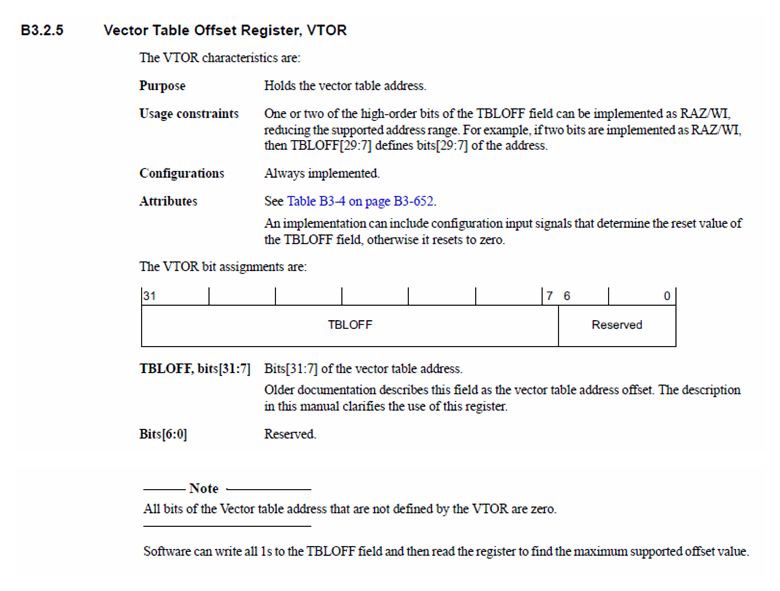 B3.2.5 Vector Table Offset Register, VTOR
The VTOR characteristics are:
Purpose Holds the vector table address.
Usage constraints One or two of the high-order bits of the TBLOFF field can be implemented as RAZ/WI,
reducing the supported address range. For example, if two bits are implemented as RAZ/WI,
then TBLOFF[29:7] defines bits[29:7] of the address.
Configurations Always implemented.
Attributes See Table B3-4 on page B3-652.
An implementation can include configuration input signals that determine the reset value of
the TBLOFF field, otherwise it resets to zero.
The VTOR bit assignments are:
31 7 6 0
TBLOFF Reserved
TBLOFF, bits[31:7] Bits[31:7] of the vector table address.
Older documentation describes this field as the vector table address offset. The description
in this manual clarifies the use of this register.
Bits[6:0] Reserved.
Note
All bits of the Vector table address that are not defined by the VTOR are zero.
Software can write all 1s to the TBLOFF field and then read the register to find the maximum supported offset value.